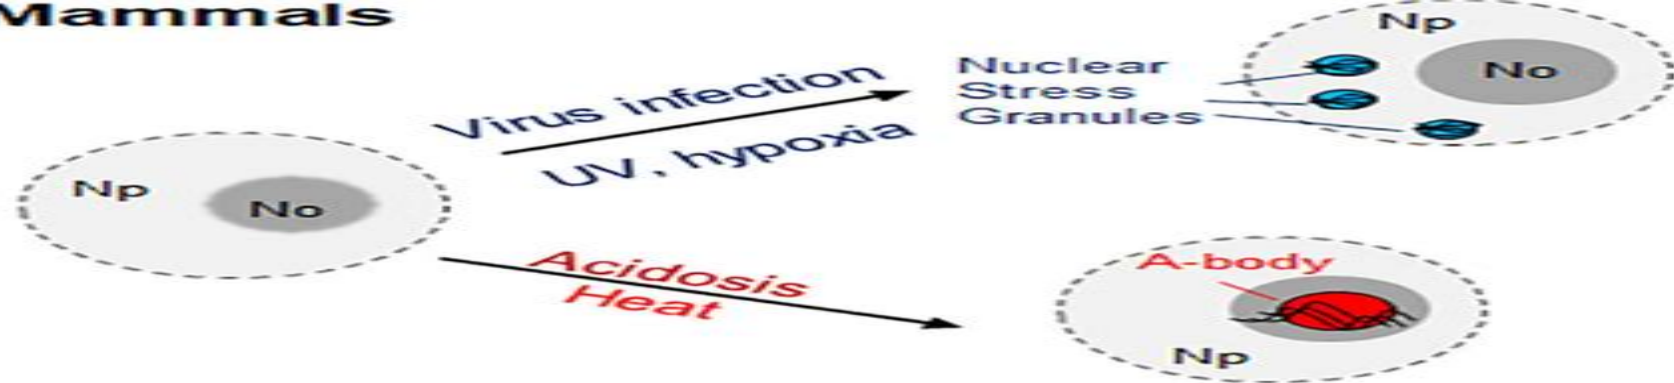 Mammals
Np
No
Virus infection
UV, hypoxia
Nuclear
Stress
Granules
Np
No
Acidosis
Heat
A-body
Np